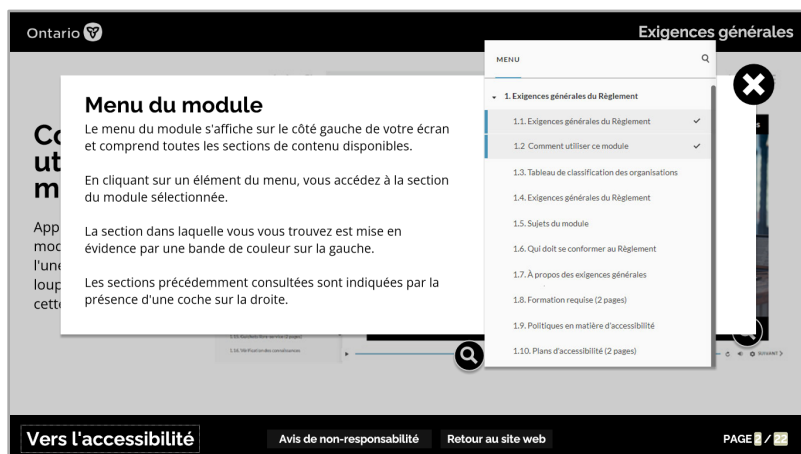 Ontario
Exigences générales
MENU
1. Exigences générales du Règlement
1.1. Exigences générales du Règlement
1.2 Comment utiliser ce module
1.3. Tableau de classification des organisations
1.4. Exigences générales du Règlement
1.5. Sujets du module
1.6. Qui doit se conformer au Règlement
1.7. À propos des exigences générales
1.8. Formation requise (2 pages)
1.9. Politiques en matière d'accessibilité
1.10. Plans d'accessibilité (2 pages)
Menu du module
Le menu du module s'affiche sur le côté gauche de votre écran
et comprend toutes les sections de contenu disponibles.
En cliquant sur un élément du menu, vous accédez à la section
du module sélectionnée.
La section dans laquelle vous vous trouvez est mise en
évidence par une bande de couleur sur la gauche.
Les sections précédemment consultées sont indiquées par la
présence d'une coche sur la droite.
Co
ut
m
App
mod
l'une
loup
cette
1.14. Vérification des connaissances
SUIVANT
Vers l'accessibilité
Avis de non-responsabilité
Retour au site web
PAGE 2 / 22